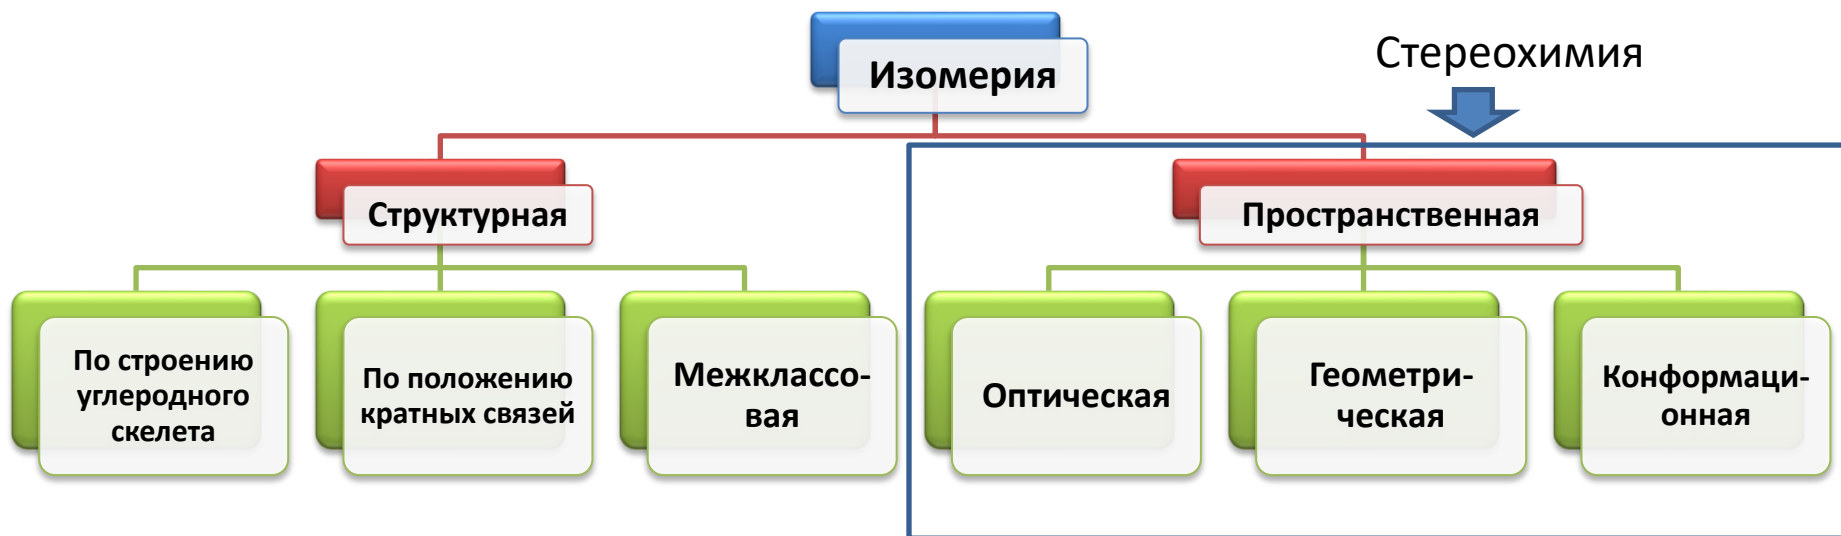 Изомерия
Стереохимия
Структурная
Пространственная
По строению
углеродного
скелета
По положению
кратных связей
Межклассо-
вая
Оптическая
Геометри-
ческая
Конформаци-
онная